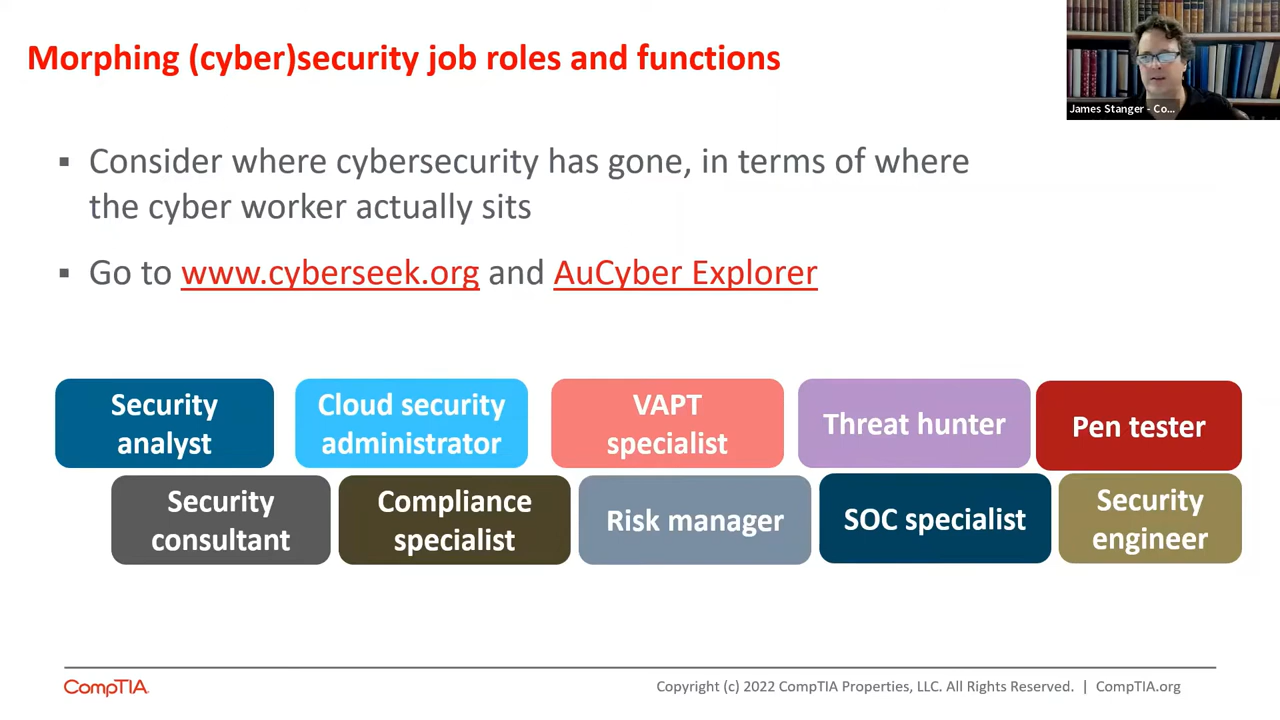 Morphing (cyber)security job roles and functions
James Stanger - Co...
▪ Consider where cybersecurity has gone, in terms of where
the cyber worker actually sits
▪ Go to www.cyberseek.org and AuCyber Explorer
Security
analyst
Cloud security
administrator
VAPT
specialist
Threat hunter
Pen tester
Security
consultant
Compliance
specialist
Risk manager
SOC specialist
Security
engineer
CompTIA.
Copyright (c) 2022 CompTIA Properties, LLC. All Rights Reserved. | CompTIA.org